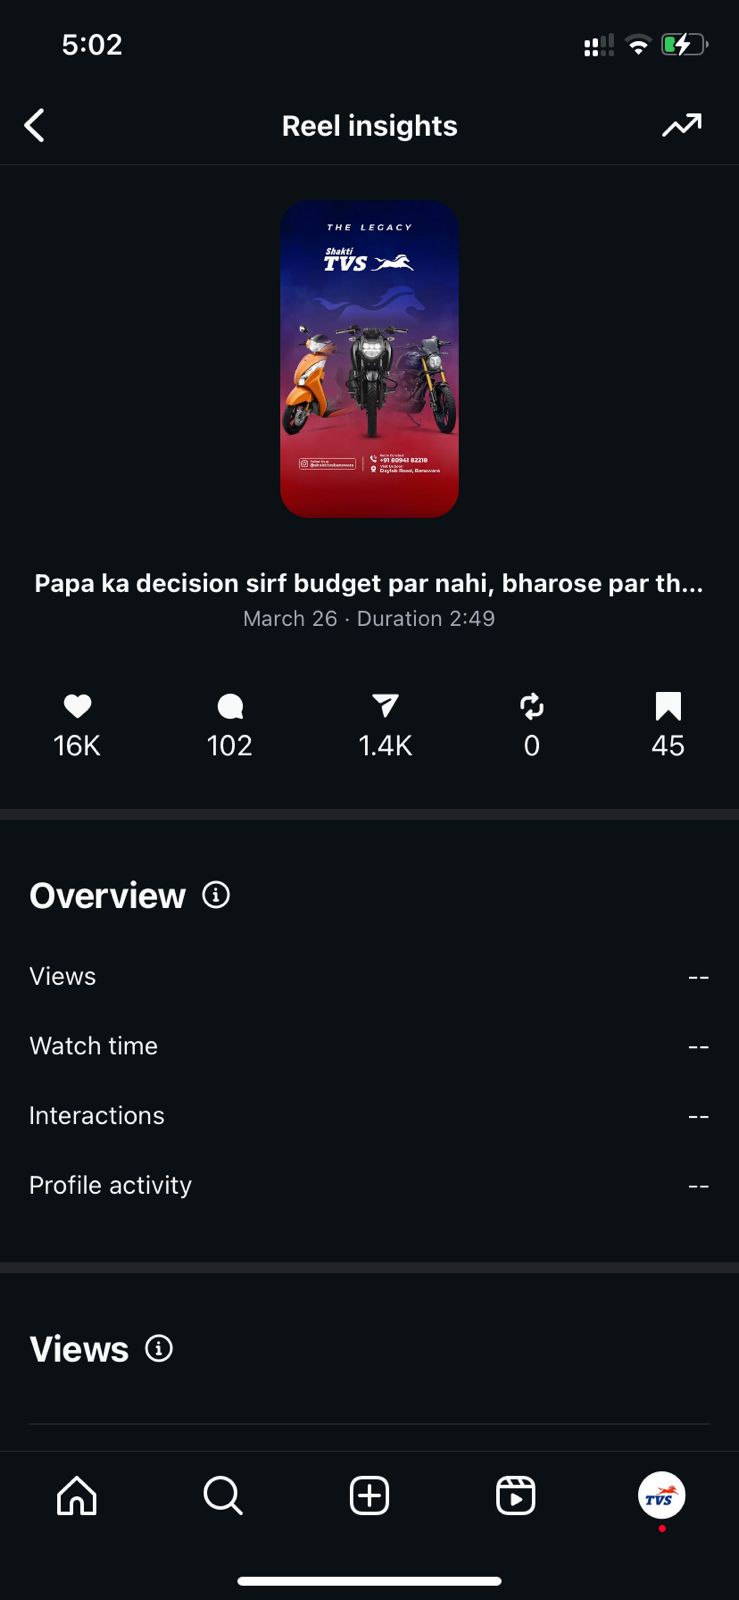 5:02
Reel insights
THE LEGACY
Shakti
TVS
+91 60941 82218
Daylab Road, Banswara
Papa ka decision sirf budget par nahi, bharose par th...
March 26 · Duration 2:49
16K 102 1.4K 0 45
Overview
Views --
Watch time --
Interactions --
Profile activity --
Views
TVS